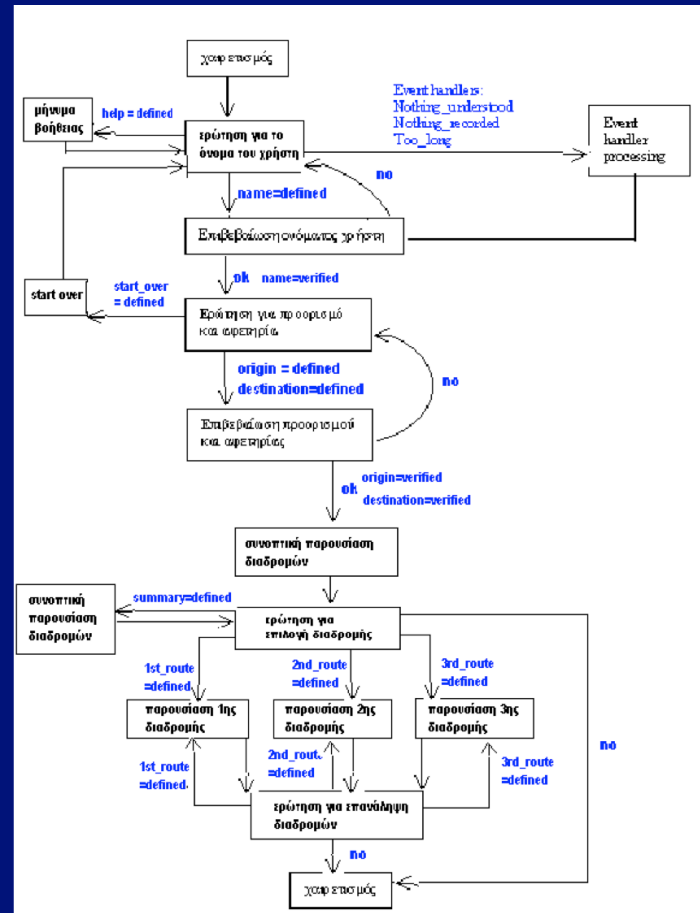 χαιρετισμός
Event handlers:
Nothing_understood
Nothing_recorded
Too_long
μήνυμα
βοήθειας
help = defined
ερώτηση για το
όνομα του χρήστη
Event
handler
processing
no
name=defined
Επιβεβαίωση ονόματος χρήστη
ok name=verified
start over
start_over
= defined
Ερώτηση για προορισμό
και αφετηρία
origin = defined
destination=defined
no
Επιβεβαίωση προορισμού
και αφετηρίας
ok
origin=verified
destination=verified
συνοπτική παρουσίαση
διαδρομών
συνοπτική
παρουσίαση
διαδρομών
summary=defined
ερώτηση για
επιλογή διαδρομής
1st_route
=defined
2nd_route
=defined
3rd_route
=defined
παρουσίαση 1ης
διαδρομής
παρουσίαση 2ης
διαδρομής
παρουσίαση 3ης
διαδρομής
no
1st_route
=defined
2nd_rout
=defined
3rd_route
=defined
ερώτηση για επανάληψη
διαδρομών
no
χαιρετισμός